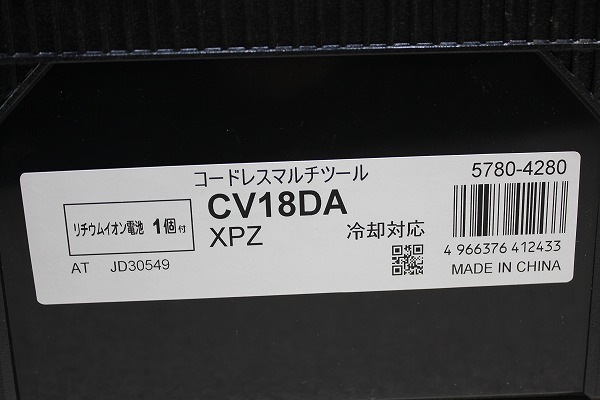 コードレスマルチツール
5780-4280
リチウムイオン電池 1個付
CV18DA
XPZ
冷却対応
4 966376 412433
AT JD30549
MADE IN CHINA